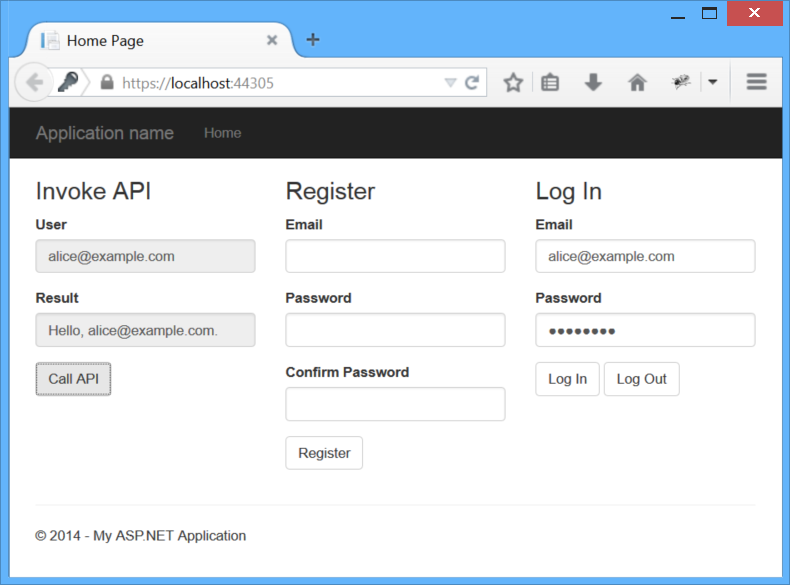 Home Page
https://localhost:44305
Application name Home
Invoke API
User
alice@example.com
Result
Hello, alice@example.com.
Call API
Register
Email
Password
Confirm Password
Register
Log In
Email
alice@example.com
Password
••••••••
Log In Log Out
© 2014 - My ASP.NET Application